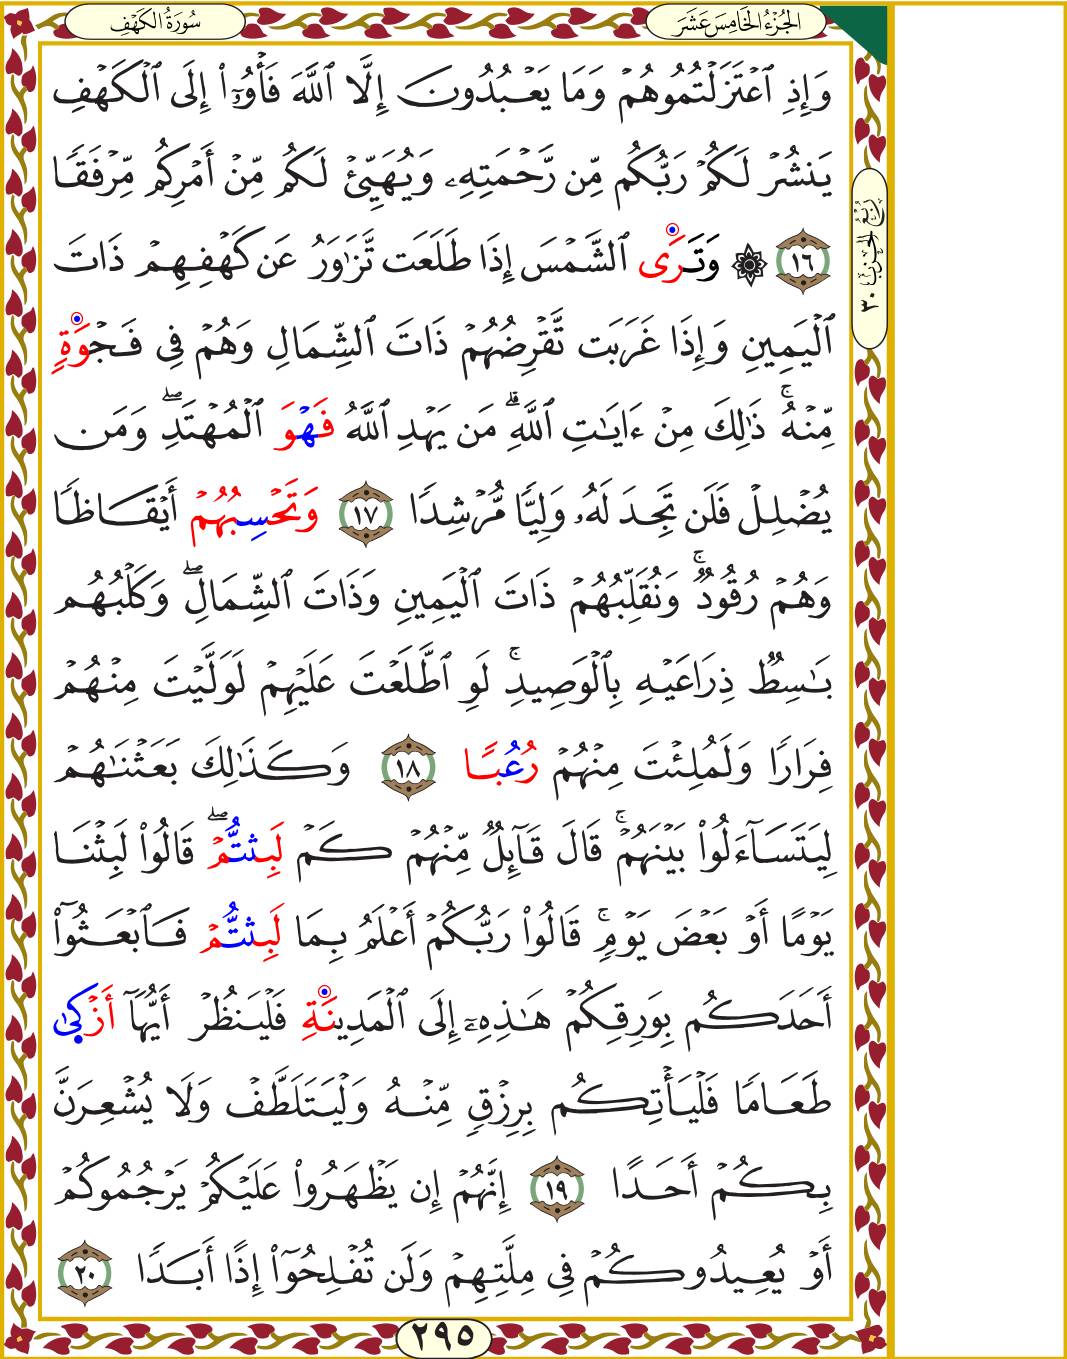 سُورَةُ الكَهْفِ
الجُزْءُ الخَامِسَ عَشَرَ
وَإِذِ ٱعۡتَزَلۡتُمُوهُمۡ وَمَا يَعۡبُدُونَ إِلَّا ٱللَّهَ فَأۡوُۥٓاْ إِلَى ٱلۡكَهۡفِ
يَنشُرۡ لَكُمۡ رَبُّكُم مِّن رَّحۡمَتِهِۦ وَيُهَيِّئۡ لَكُم مِّنۡ أَمۡرِكُم مِّرۡفَقٗا
١٦ ۞ وَتَرَى ٱلشَّمۡسَ إِذَا طَلَعَت تَّزَٰوَرُ عَن كَهۡفِهِمۡ ذَاتَ
ٱلۡيَمِينِ وَإِذَا غَرَبَت تَّقۡرِضُهُمۡ ذَاتَ ٱلشِّمَالِ وَهُمۡ فِي فَجۡوَةٖ
مِّنۡهُۚ ذَٰلِكَ مِنۡ ءَايَٰتِ ٱللَّهِۗ مَن يَهۡدِ ٱللَّهُ فَهۡوَ ٱلۡمُهۡتَدِۖ وَمَن
يُضۡلِلۡ فَلَن تَجِدَ لَهُۥ وَلِيّٗا مُّرۡشِدٗا ١٧ وَتَحۡسِبُهُمۡ أَيۡقَاظٗا
وَهُمۡ رُقُودٞۚ وَنُقَلِّبُهُمۡ ذَاتَ ٱلۡيَمِينِ وَذَاتَ ٱلشِّمَالِۖ وَكَلۡبُهُم
بَٰسِطٞ ذِرَاعَيۡهِ بِٱلۡوَصِيدِۚ لَوِ ٱطَّلَعۡتَ عَلَيۡهِمۡ لَوَلَّيۡتَ مِنۡهُمۡ
فِرَارٗا وَلَمُلِئۡتَ مِنۡهُمۡ رُعُبٗا ١٨ وَكَذَٰلِكَ بَعَثۡنَٰهُمۡ
لِيَتَسَآءَلُواْ بَيۡنَهُمۡۚ قَالَ قَآئِلٞ مِّنۡهُمۡ كَمۡ لَبِثتُّمۡۖ قَالُواْ لَبِثۡنَا
يَوۡمًا أَوۡ بَعۡضَ يَوۡمٖۚ قَالُواْ رَبُّكُمۡ أَعۡلَمُ بِمَا لَبِثتُّمۡ فَٱبۡعَثُوٓاْ
أَحَدَكُم بِوَرِقِكُمۡ هَٰذِهِۦٓ إِلَى ٱلۡمَدِينَةِ فَلۡيَنظُرۡ أَيُّهَآ أَزۡكَىٰ
طَعَامٗا فَلۡيَأۡتِكُم بِرِزۡقٖ مِّنۡهُ وَلۡيَتَلَطَّفۡ وَلَا يُشۡعِرَنَّ
بِكُمۡ أَحَدًا ١٩ إِنَّهُمۡ إِن يَظۡهَرُواْ عَلَيۡكُمۡ يَرۡجُمُوكُمۡ
أَوۡ يُعِيدُوكُمۡ فِي مِلَّتِهِمۡ وَلَن تُفۡلِحُوٓاْ إِذًا أَبَدٗا ٢٠
رُبْعُ الحِزْب ٣٠
٢٩٥